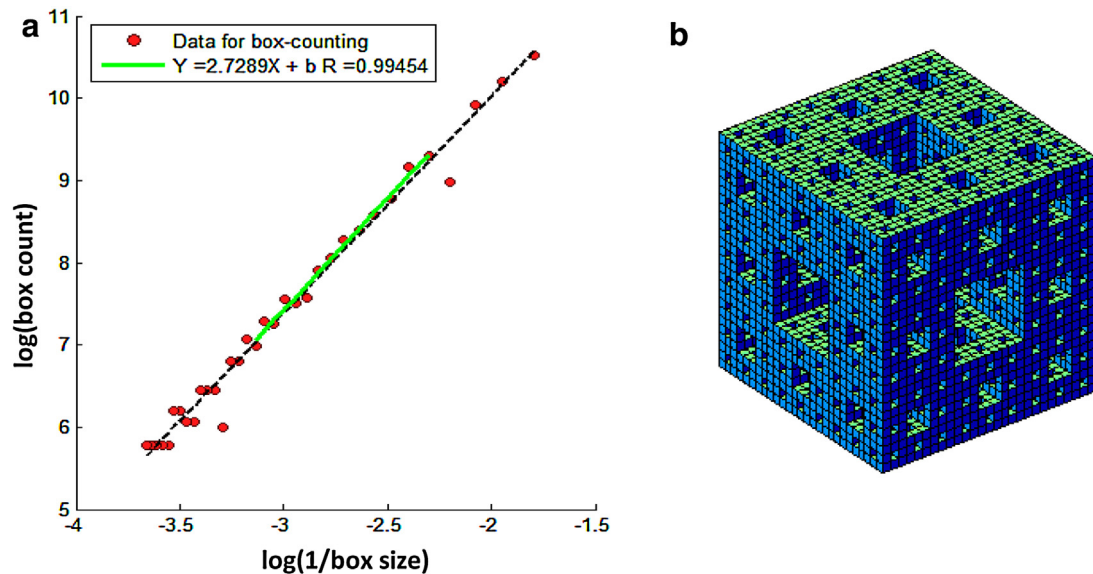 a
b
11
10
9
8
7
6
5
Data for box-counting
Y =2.7289X + b R =0.99454
log(box count)
-4
-3.5
-3
-2.5
-2
-1.5
log(1/box size)